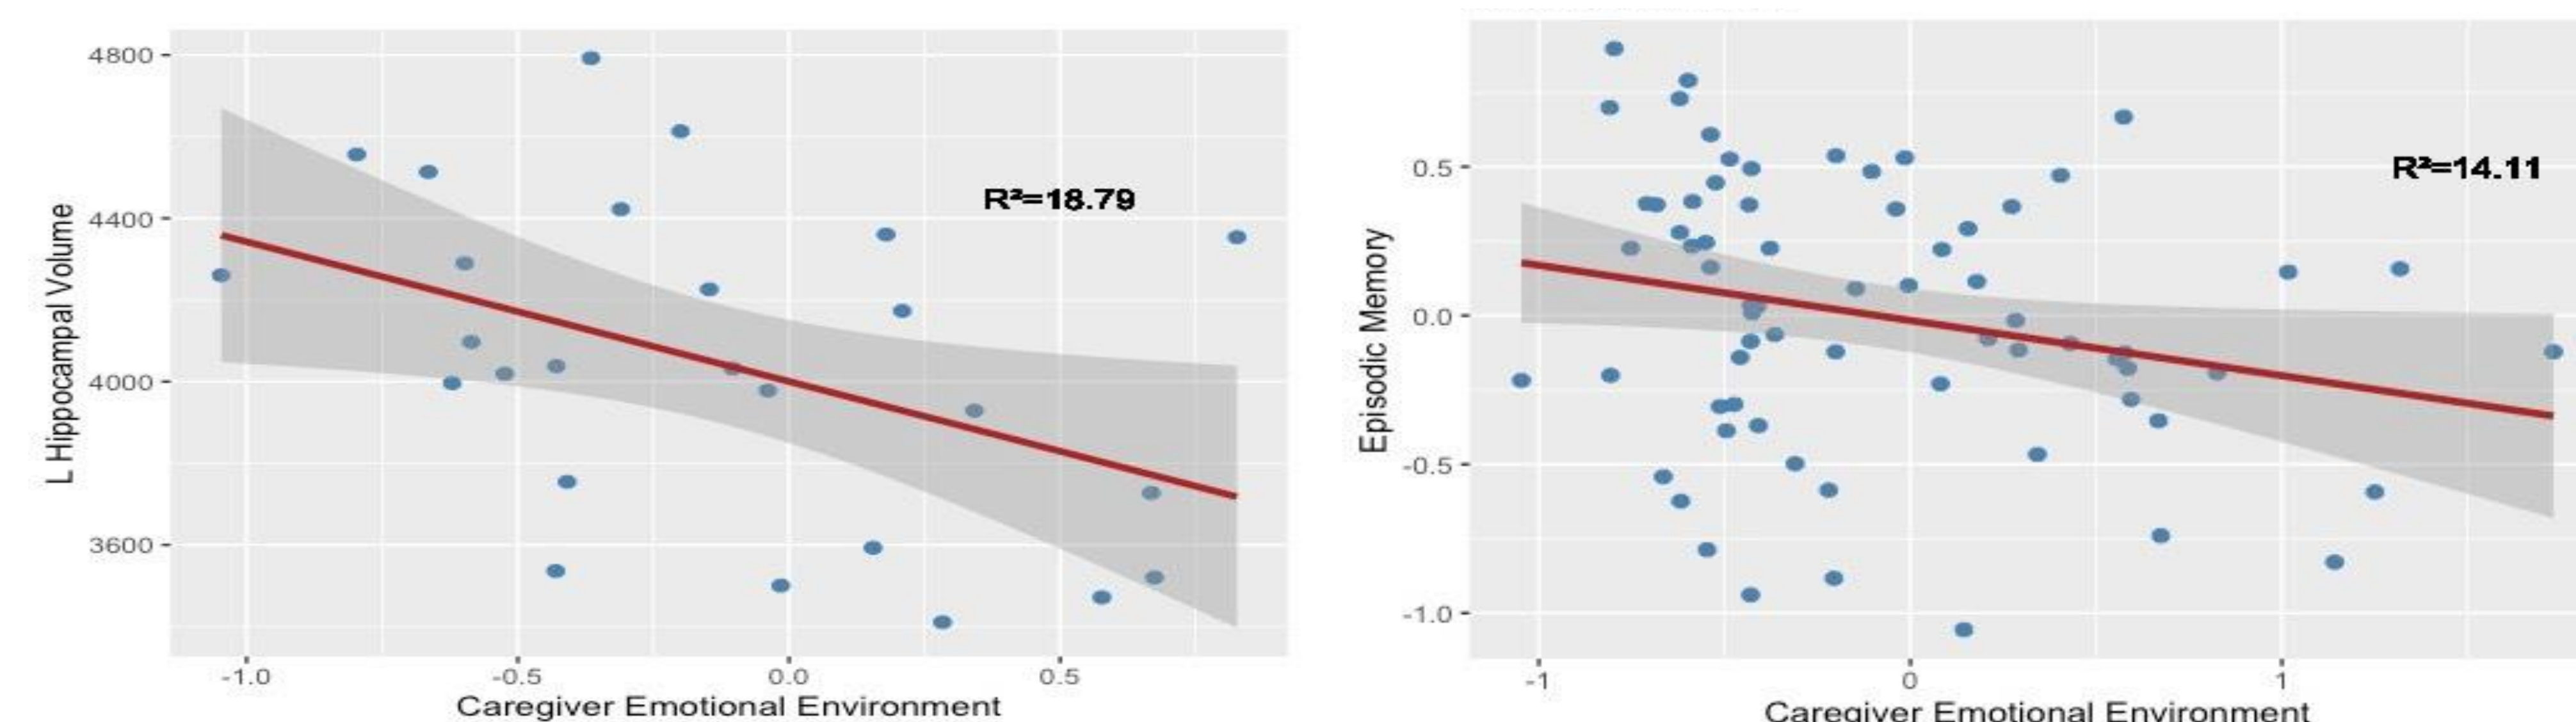 4800
4400
4000
3600
L Hippocampal Volume
R²=18.79
-1.0
-0.5
0.0
0.5
Caregiver Emotional Environment
0.5
0.0
-0.5
-1.0
Episodic Memory
R²=14.11
-1
0
1
Caregiver Emotional Environment